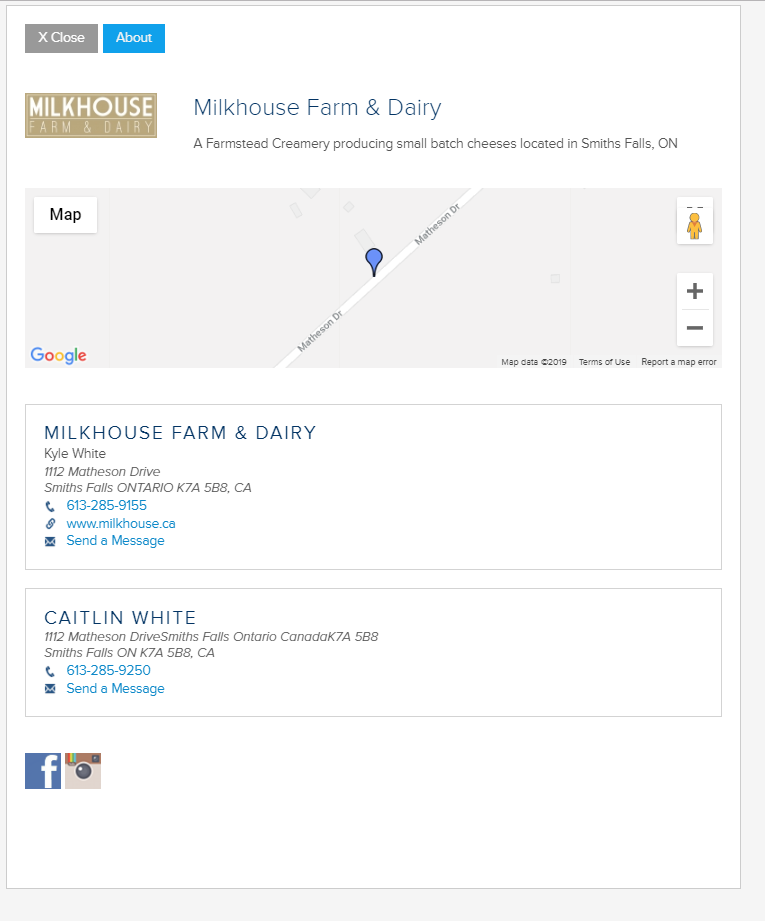 X Close
About
MILKHOUSE
FARM & DAIRY
Milkhouse Farm & Dairy
A Farmstead Creamery producing small batch cheeses located in Smiths Falls, ON
Map
Matheson Dr
Matheson Dr
Google
Map data ©2019
Terms of Use
Report a map error
MILKHOUSE FARM & DAIRY
Kyle White
1112 Matheson Drive
Smiths Falls ONTARIO K7A 5B8, CA
613-285-9155
www.milkhouse.ca
Send a Message
CAITLIN WHITE
1112 Matheson DriveSmiths Falls Ontario CanadaK7A 5B8
Smiths Falls ON K7A 5B8, CA
613-285-9250
Send a Message
f